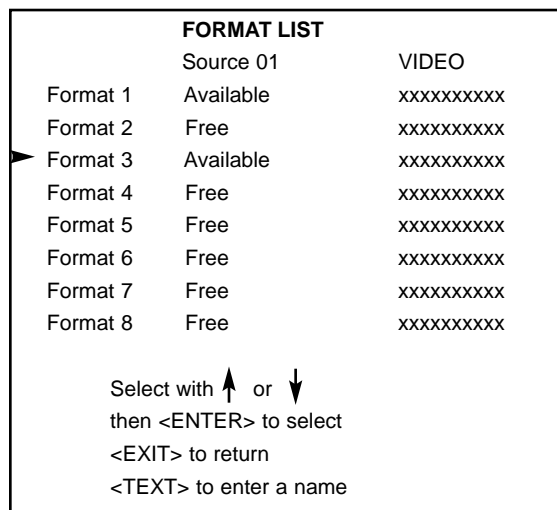 FORMAT LIST
Source 01 VIDEO
Format 1 Available xxxxxxxxxx
Format 2 Free xxxxxxxxxx
Format 3 Available xxxxxxxxxx
Format 4 Free xxxxxxxxxx
Format 5 Free xxxxxxxxxx
Format 6 Free xxxxxxxxxx
Format 7 Free xxxxxxxxxx
Format 8 Free xxxxxxxxxx
Select with or
then <ENTER> to select
<EXIT> to return
<TEXT> to enter a name